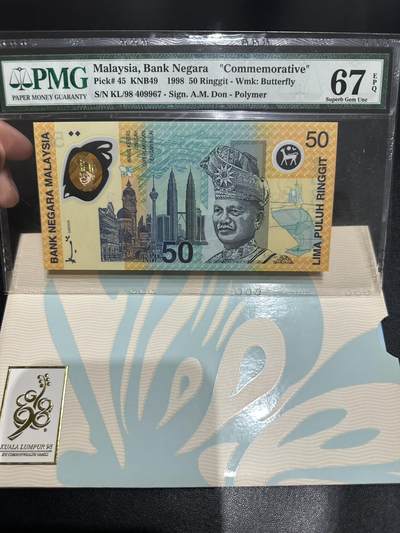 PMG
PAPER MONEY GUARANTY
Malaysia, Bank Negara "Commemorative"
Pick# 45 KNB49 1998 50 Ringgit - Wmk: Butterfly
S/N KL/98 409967 - Sign. A.M. Don - Polymer
67 EPQ
Superb Gem Unc
BANK NEGARA MALAYSIA
50
50
LIMA PULUH RINGGIT
98
KUALA LUMPUR 98